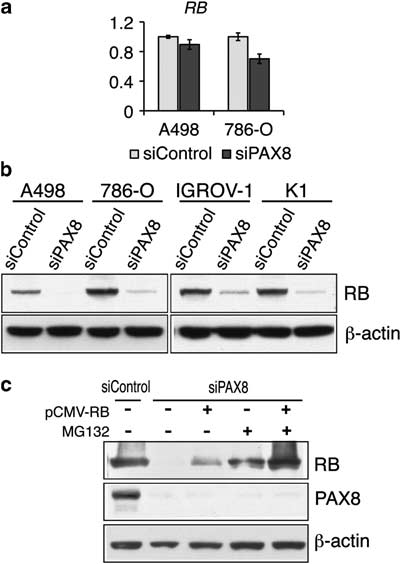 a
RB
1.2
0.8
0.4
0
A498 786-O
siControl siPAX8
b
A498 786-O IGROV-1 K1
siControl siPAX8 siControl siPAX8 siControl siPAX8 siControl siPAX8
RB
β-actin
c
siControl siPAX8
pCMV-RB - - + - +
MG132 - - - + +
RB
PAX8
β-actin